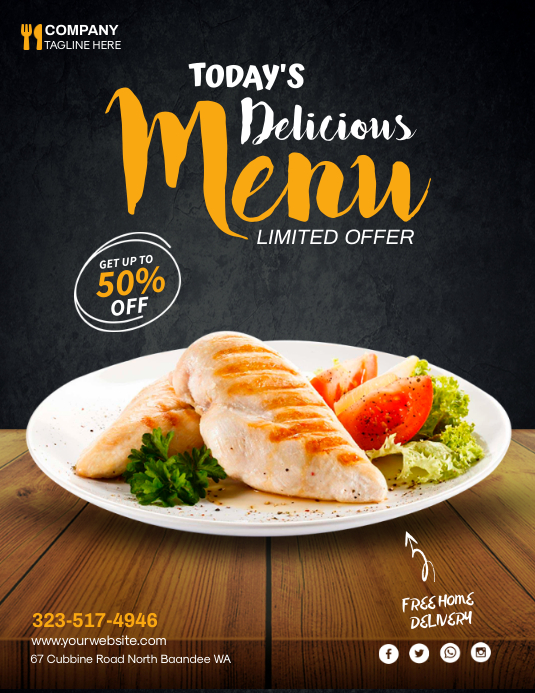 COMPANY
TAGLINE HERE
TODAY'S
Delicious
Menu
LIMITED OFFER
GET UP TO
50%
OFF
FREE HOME
DELIVERY
323-517-4946
www.yourwebsite.com
67 Cubbine Road North Baandee WA